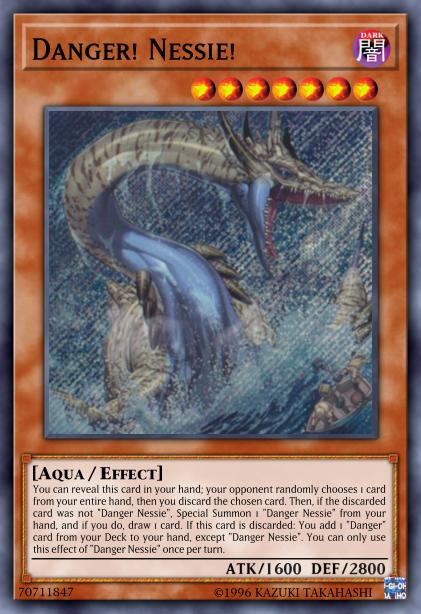 DANGER! NESSIE!
DARK
闇
[AQUA / EFFECT]
You can reveal this card in your hand; your opponent randomly chooses 1 card
from your entire hand, then you discard the chosen card. Then, if the discarded
card was not "Danger Nessie", Special Summon 1 "Danger Nessie" from your
hand, and if you do, draw 1 card. If this card is discarded: You add 1 "Danger"
card from your Deck to your hand, except "Danger Nessie". You can only use
this effect of "Danger Nessie" once per turn.
ATK/1600 DEF/2800
70711847
©1996 KAZUKI TAKAHASHI